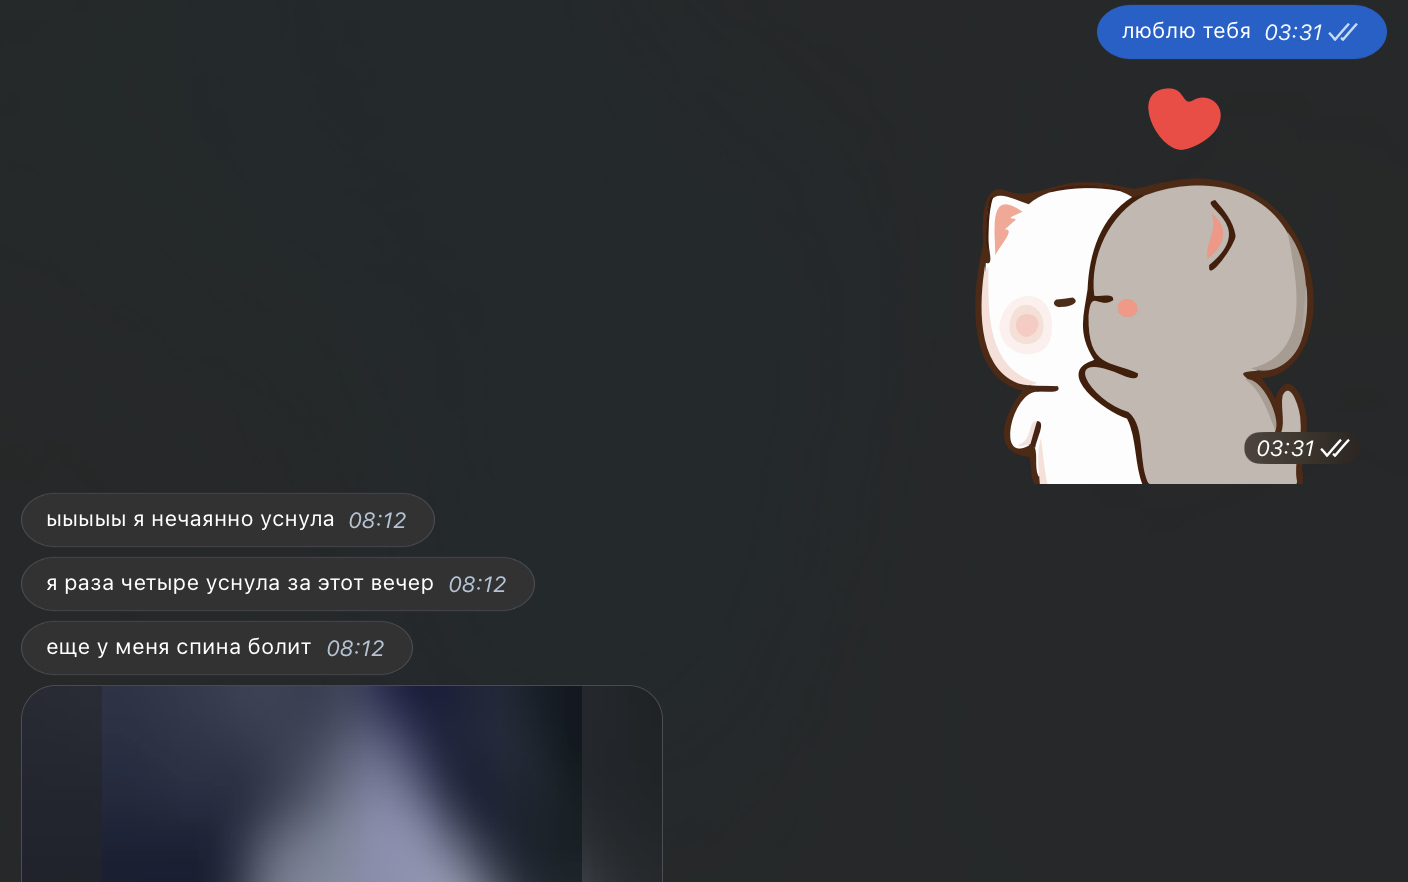 люблю тебя 03:31
03:31
ыыыыы я нечаянно уснула 08:12
я раза четыре уснула за этот вечер 08:12
еще у меня спина болит 08:12